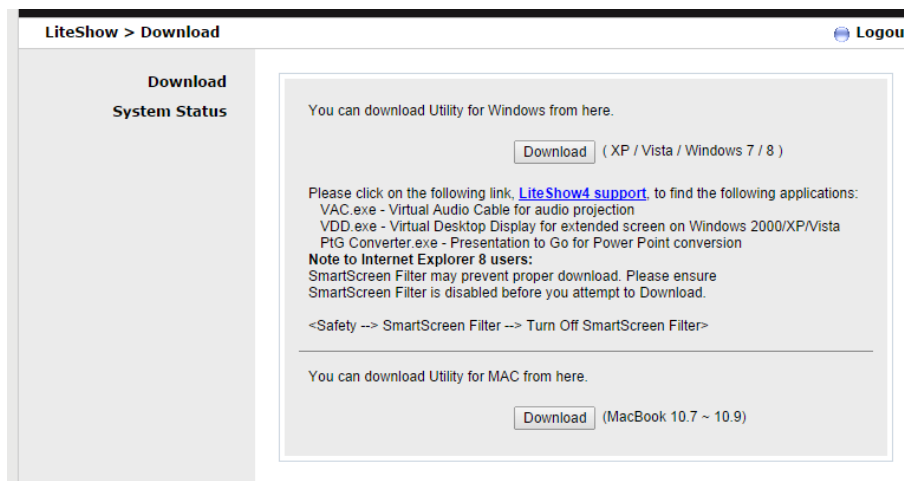 LiteShow > Download
Logou
Download
System Status
You can download Utility for Windows from here.
Download ( XP / Vista / Windows 7 / 8 )
Please click on the following link, LiteShow4 support, to find the following applications:
VAC.exe - Virtual Audio Cable for audio projection
VDD.exe - Virtual Desktop Display for extended screen on Windows 2000/XP/Vista
PtG Converter.exe - Presentation to Go for Power Point conversion
Note to Internet Explorer 8 users:
SmartScreen Filter may prevent proper download. Please ensure
SmartScreen Filter is disabled before you attempt to Download.
<Safety --> SmartScreen Filter --> Turn Off SmartScreen Filter>
You can download Utility for MAC from here.
Download (MacBook 10.7 ~ 10.9)